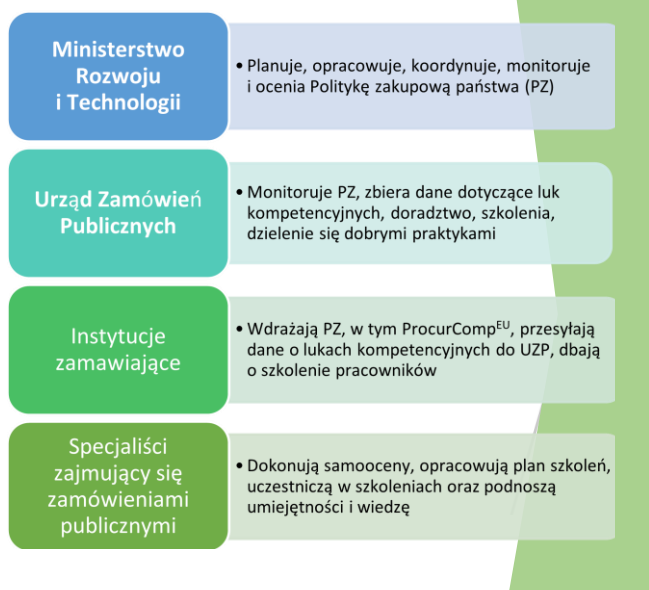 Ministerstwo
Rozwoju
i Technologii
• Planuje, opracowuje, koordynuje, monitoruje
i ocenia Politykę zakupową państwa (PZ)
Urząd Zamówień
Publicznych
• Monitoruje PZ, zbiera dane dotyczące luk
kompetencyjnych, doradztwo, szkolenia,
dzielenie się dobrymi praktykami
Instytucje
zamawiające
• Wdrażają PZ, w tym ProcurCompᴱᵁ, przesyłają
dane o lukach kompetencyjnych do UZP, dbają
o szkolenie pracowników
Specjaliści
zajmujący się
zamówieniami
publicznymi
• Dokonują samooceny, opracowują plan szkoleń,
uczestniczą w szkoleniach oraz podnoszą
umiejętności i wiedzę